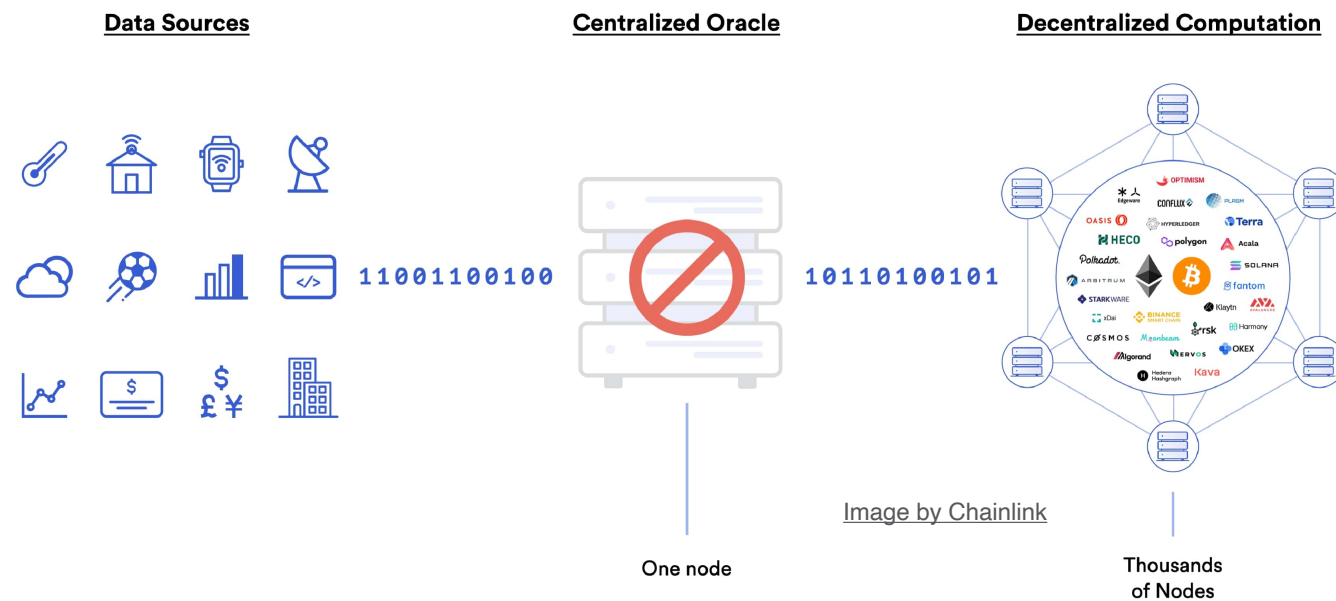 Data Sources
Centralized Oracle
Decentralized Computation
</>
$
$
£ ¥
11001100100
10110100101
OPTIMISM
Edgeware
CONFLUX
PLASM
OASIS
HYPERLEDGER
Terra
HECO
polygon
Acala
Polkadot.
SOLANA
ARBITRUM
fantom
STARKWARE
Klaytn
AVALANCHE
xDai
BINANCE
SMART CHAIN
rsk
Harmony
COSMOS
Moonbeam
Algorand
NERVOS
OKEX
Hedera
Hashgraph
Kava
Image by Chainlink
One node
Thousands
of Nodes